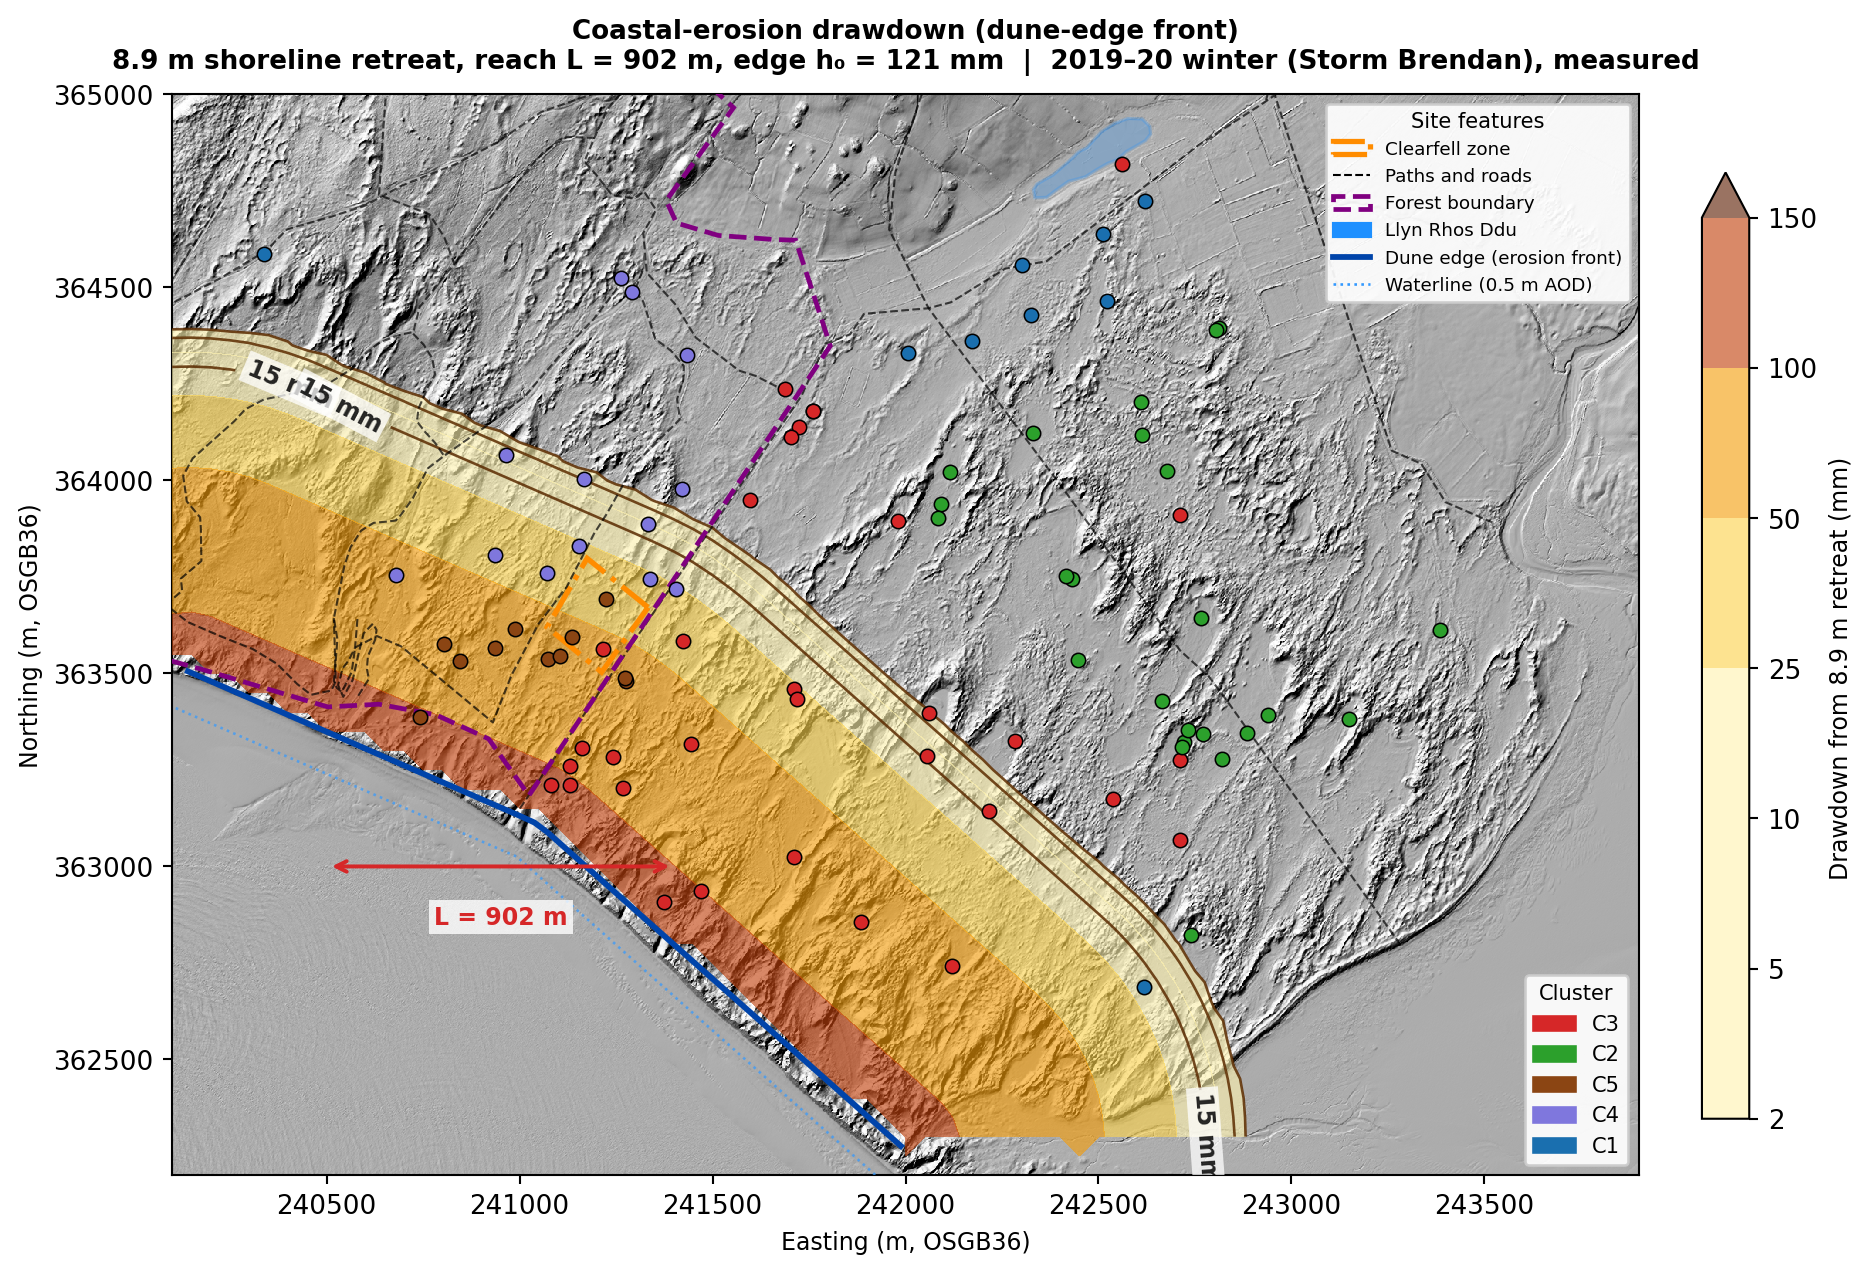 Coastal-erosion drawdown (dune-edge front)
8.9 m shoreline retreat, reach L = 902 m, edge h₀ = 121 mm | 2019–20 winter (Storm Brendan), measured
365000
364500
364000
363500
363000
362500
Northing (m, OSGB36)
240500
241000
241500
242000
242500
243000
243500
Easting (m, OSGB36)
Site features
Clearfell zone
Paths and roads
Forest boundary
Llyn Rhos Ddu
Dune edge (erosion front)
Waterline (0.5 m AOD)
15 mm
15 mm
L = 902 m
Cluster
C3
C2
C5
C4
C1
150
100
50
25
10
5
2
Drawdown from 8.9 m retreat (mm)